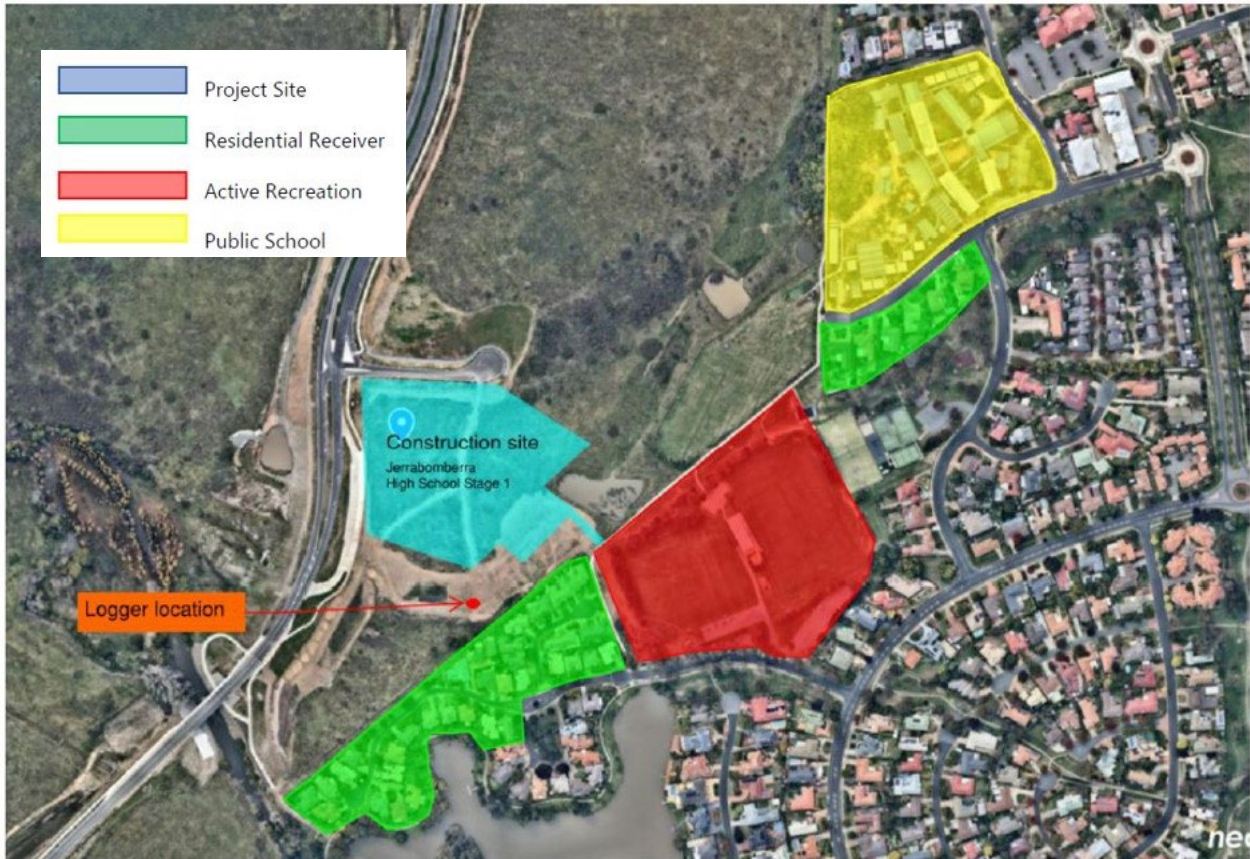 Project Site
Residential Receiver
Active Recreation
Public School
Construction site
Jerrabomberra
High School Stage 1
Logger location